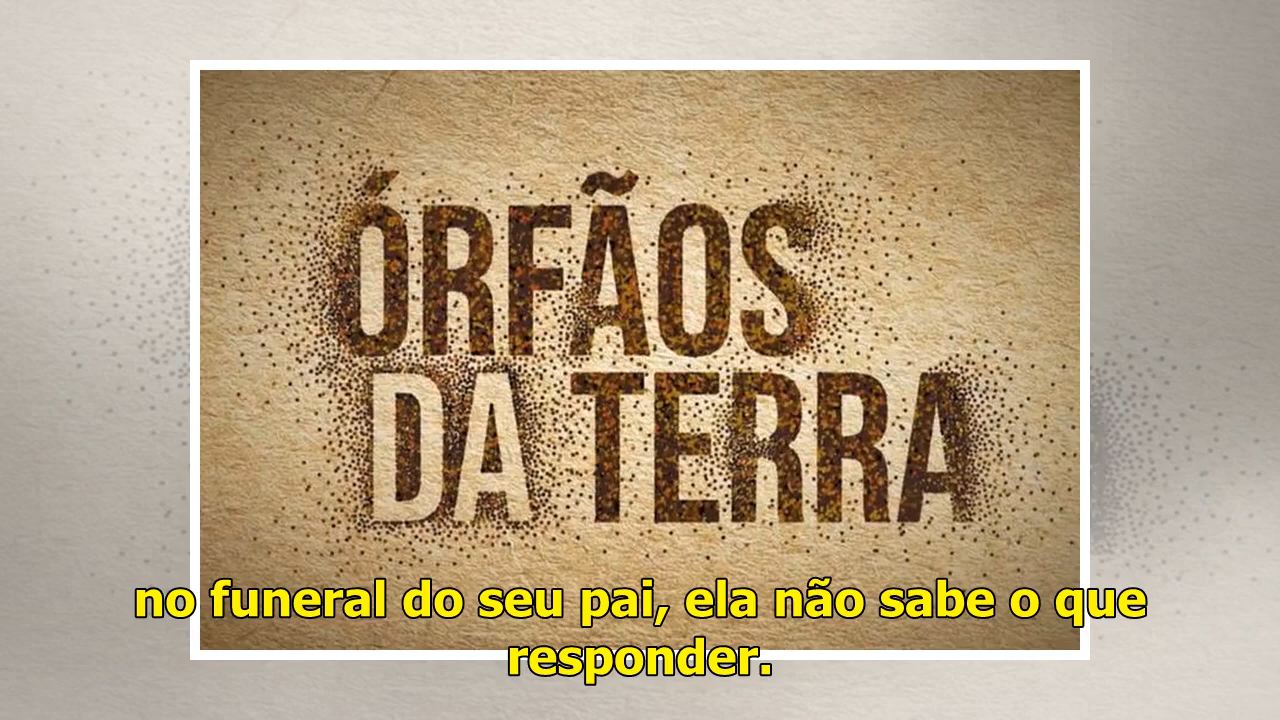 ÓRFÃOS
DA TERRA
no funeral do seu pai, ela não sabe o que
responder.